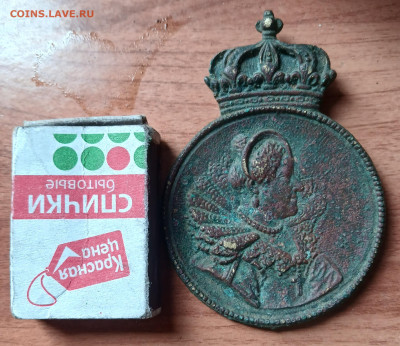 COINS.LAVE.RU
СПИЧКИ
бытовые
Красная
цена